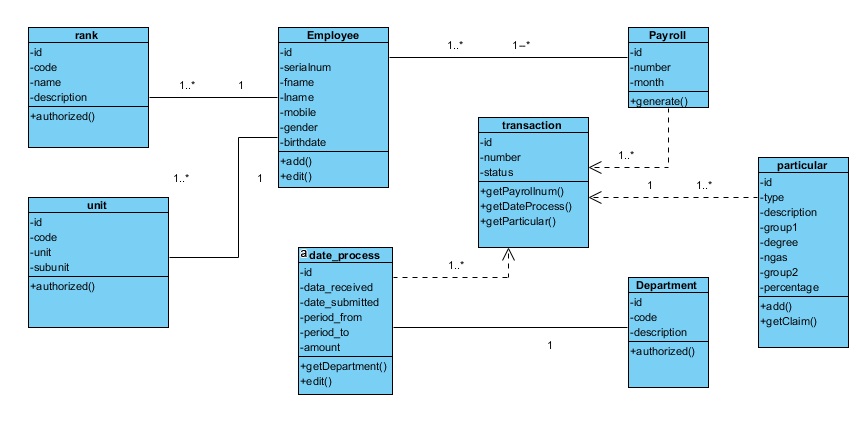 rank
-id
-code
-name
-description
+authorized()
1..*
1
Employee
-id
-serialnum
-fname
-lname
-mobile
-gender
-birthdate
+add()
+edit()
1..*
1--*
Payroll
-id
-number
-month
+generate()
transaction
-id
-number
-status
+getPayrollnum()
+getDateProcess()
+getParticular()
1..*
1
1..*
particular
-id
-type
-description
-group1
-degree
-ngas
-group2
-percentage
+add()
+getClaim()
1..*
1
unit
-id
-code
-unit
-subunit
+authorized()
a
date_process
-id
-data_received
-date_submitted
-period_from
-period_to
-amount
+getDepartment()
+edit()
1..*
1
Department
-id
-code
-description
+authorized()